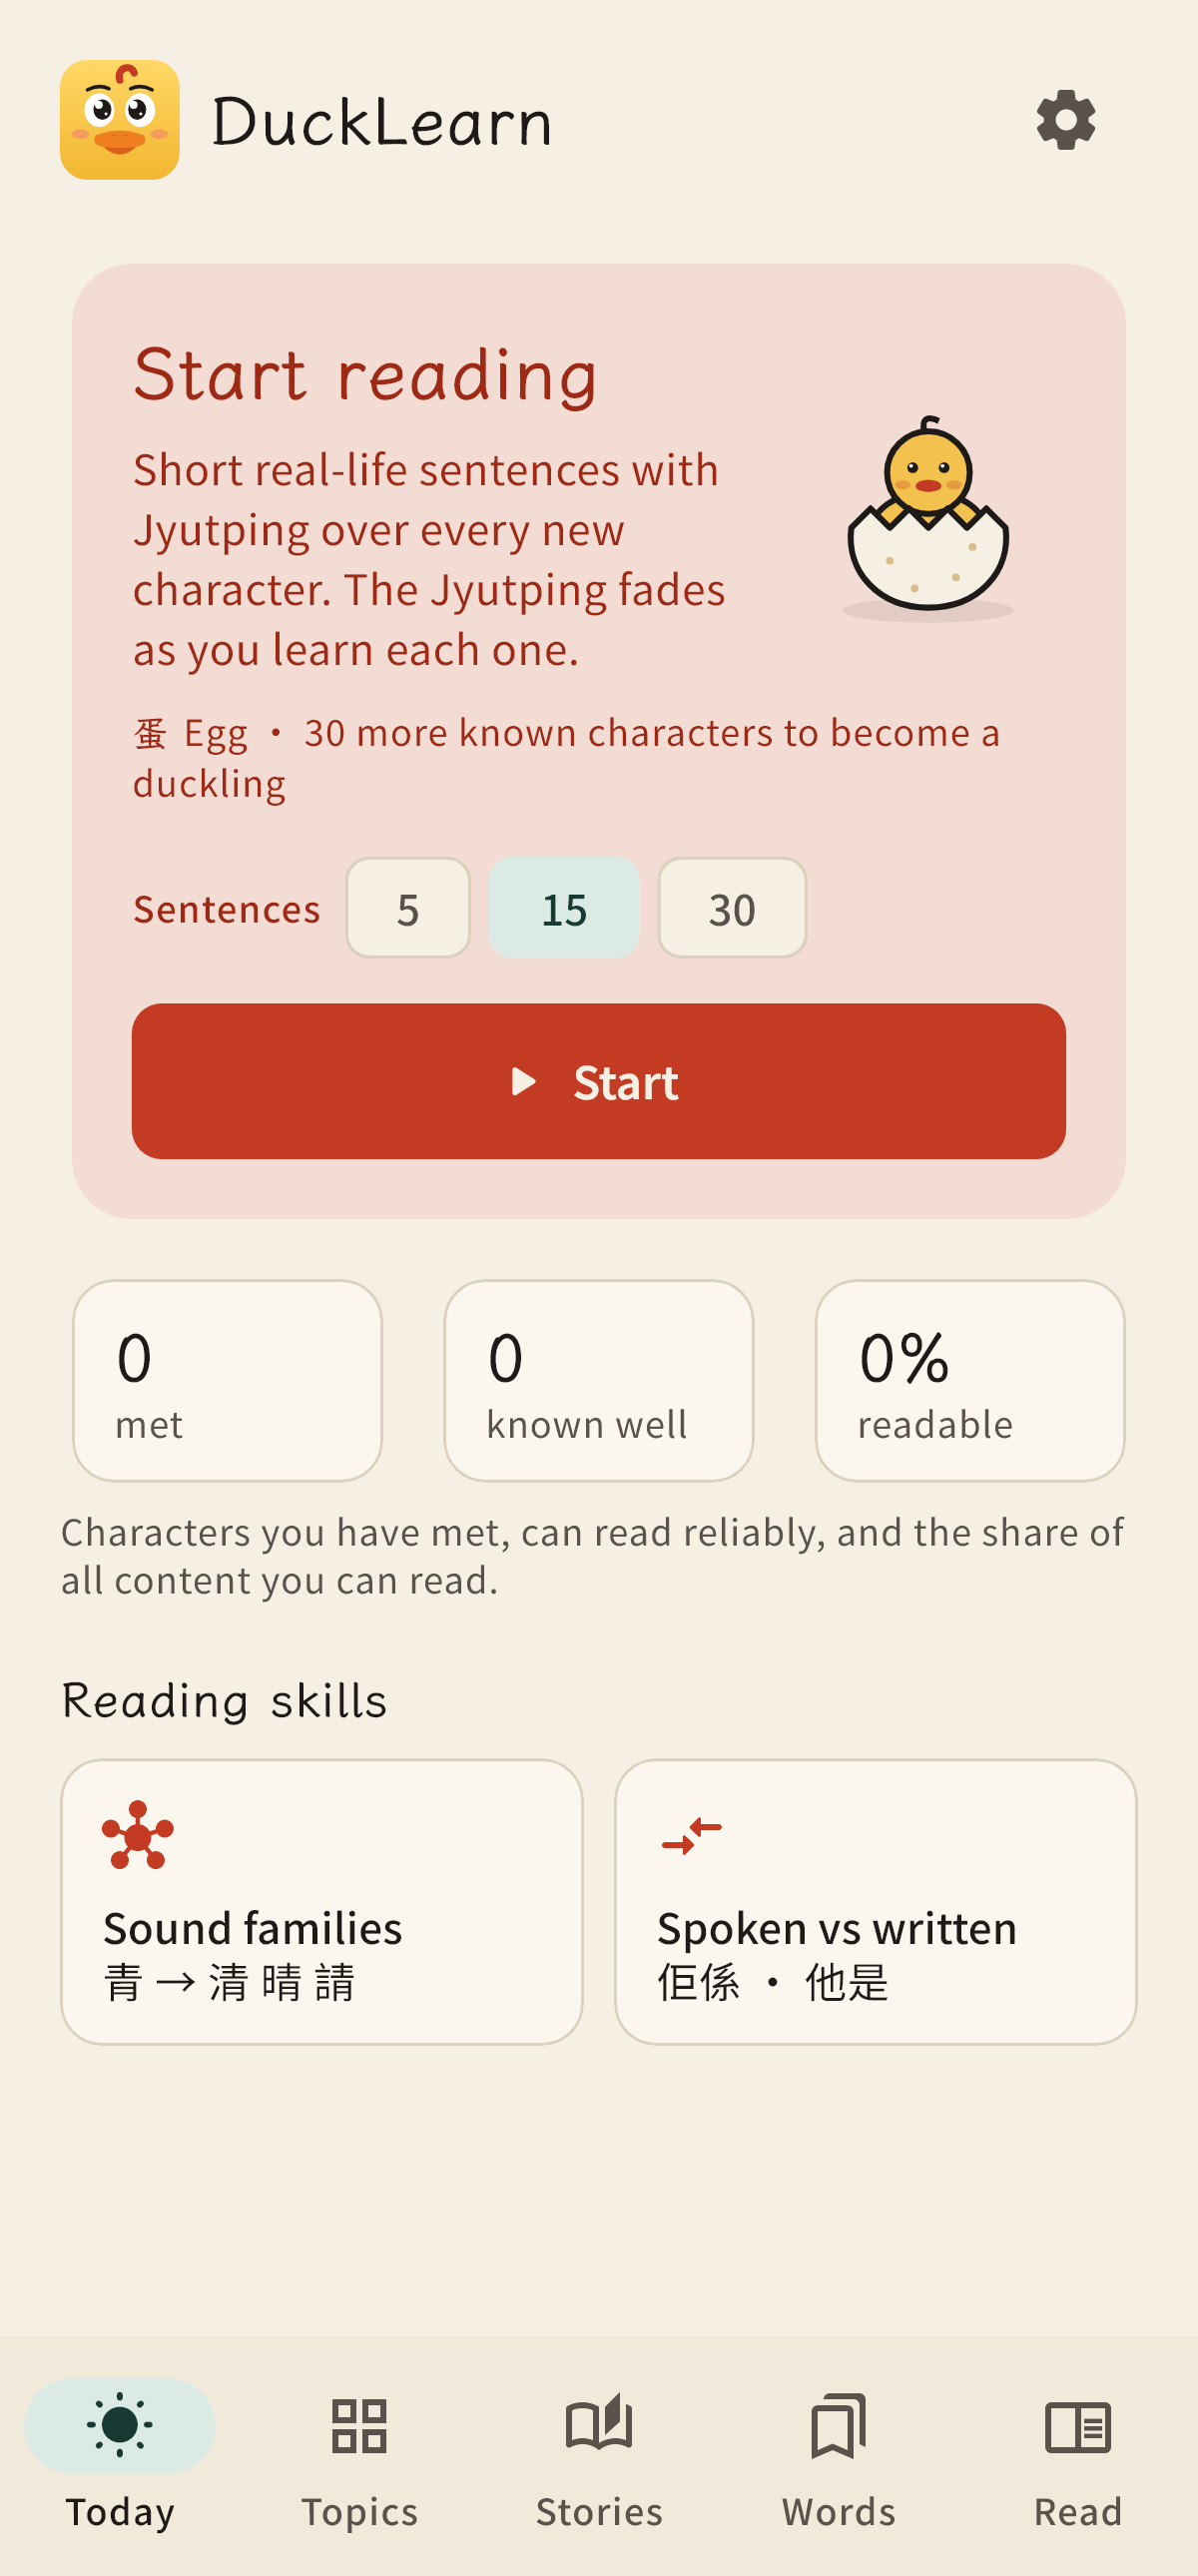 DuckLearn
Start reading
Short real-life sentences with
Jyutping over every new
character. The Jyutping fades
as you learn each one.
蛋 Egg · 30 more known characters to become a
duckling
Sentences 5 15 30
Start
0 0 0%
met known well readable
Characters you have met, can read reliably, and the share of
all content you can read.
Reading skills
Sound families Spoken vs written
青 → 清 晴 請 佢係 · 他是
Today Topics Stories Words Read